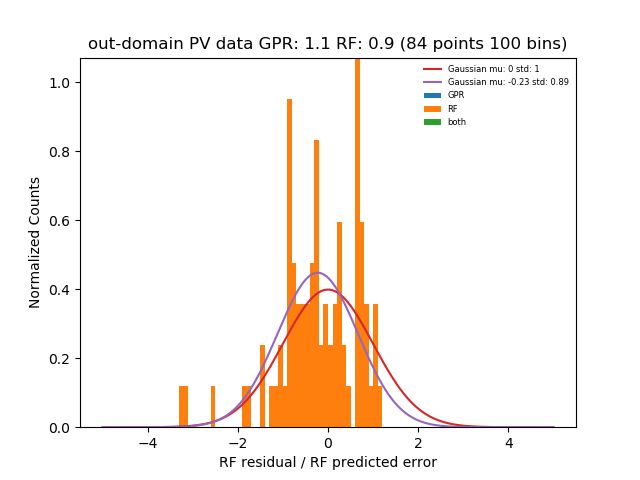 out-domain PV data GPR: 1.1 RF: 0.9 (84 points 100 bins)
Gaussian mu: 0 std: 1
Gaussian mu: -0.23 std: 0.89
GPR
RF
both
Normalized Counts
1.0
0.8
0.6
0.4
0.2
0.0
−4 −2 0 2 4
RF residual / RF predicted error